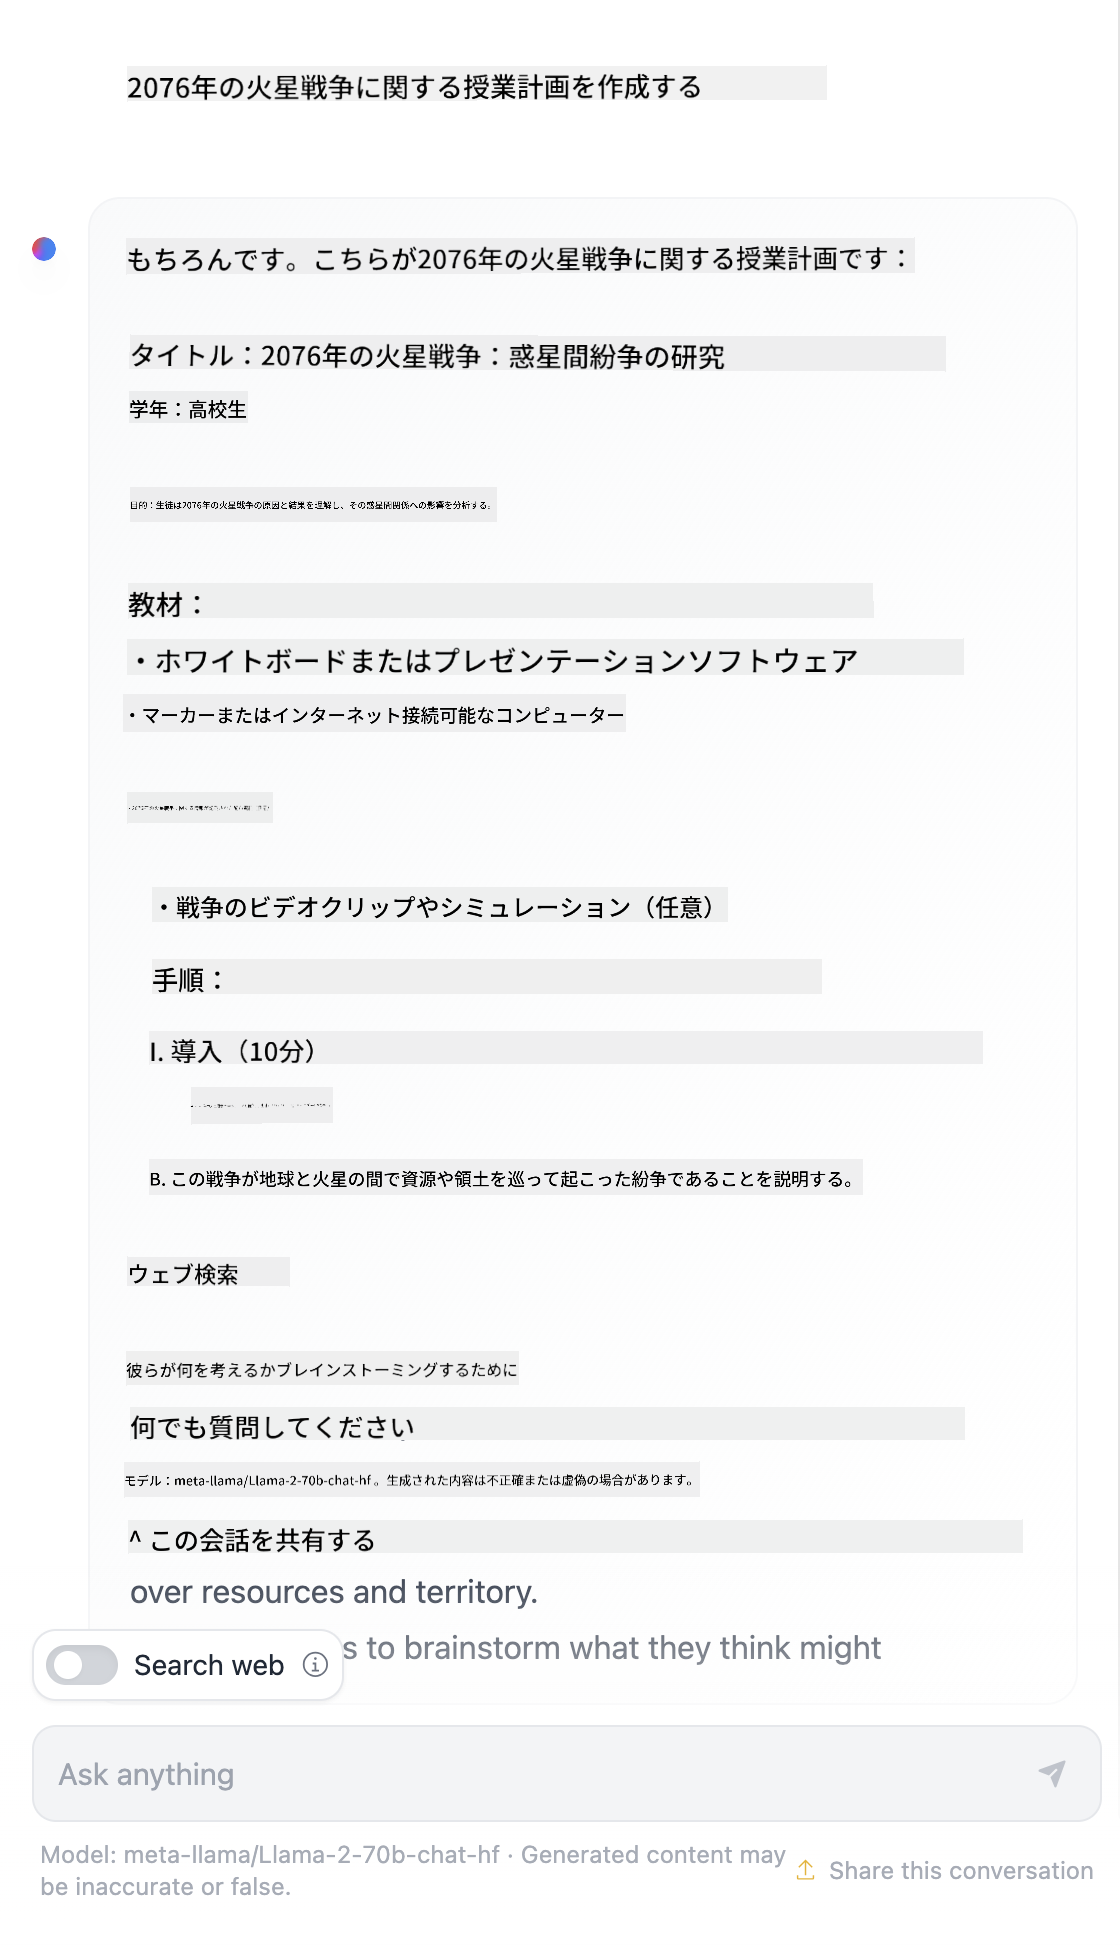 2076年の火星戦争に関する授業計画を作成する
もちろんです。こちらが2076年の火星戦争に関する授業計画です：
タイトル：2076年の火星戦争：惑星間紛争の研究
学年：高校生
目的：生徒は2076年の火星戦争の原因と結果を理解し、その惑星間関係への影響を分析する。
教材：
・ホワイトボードまたはプレゼンテーションソフトウェア
・マーカーまたはインターネット接続可能なコンピューター
・戦争のビデオクリップやシミュレーション（任意）
手順：
I. 導入（10分）
B. この戦争が地球と火星の間で資源や領土を巡って起こった紛争であることを説明する。
ウェブ検索
彼らが何を考えるかブレインストーミングするために
何でも質問してください
モデル：meta-llama/Llama-2-70b-chat-hf 。生成された内容は不正確または虚偽の場合があります。
^ この会話を共有する
over resources and territory.
s to brainstorm what they think might
Search web
Ask anything
Model: meta-llama/Llama-2-70b-chat-hf · Generated content may
be inaccurate or false.
Share this conversation